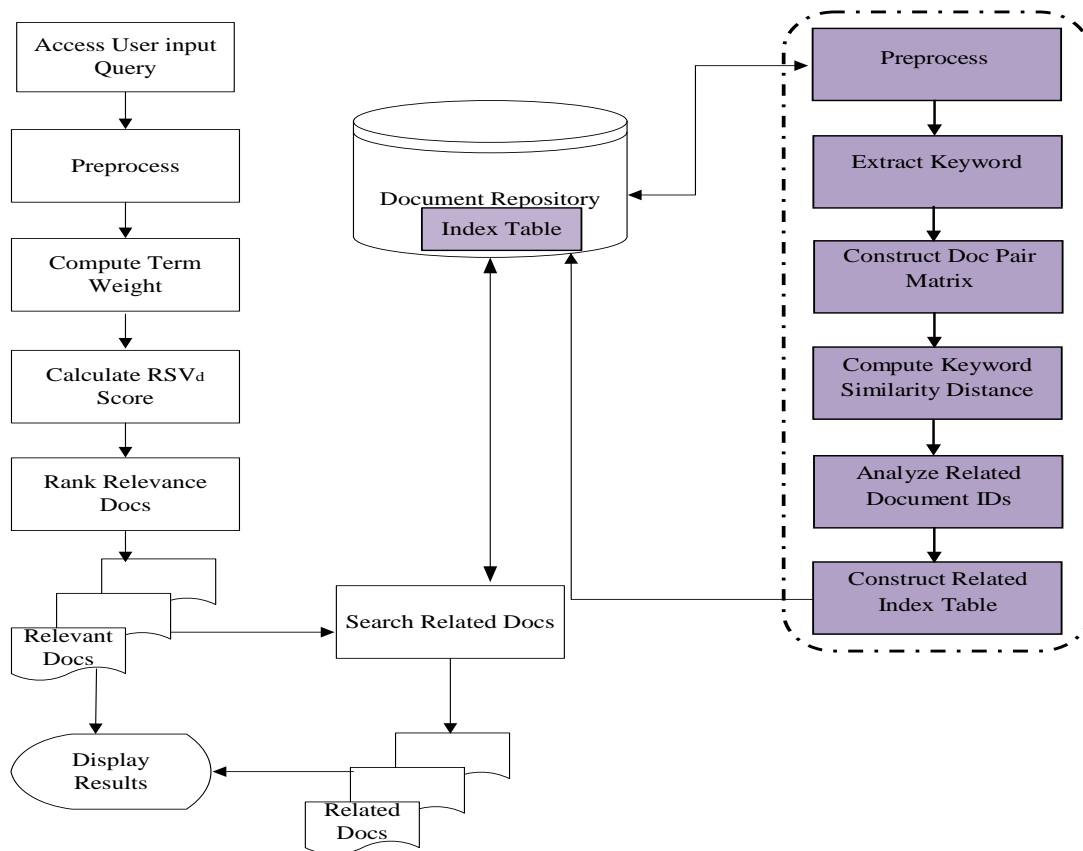 Access User input
Query
Preprocess
Compute Term
Weight
Calculate RSVd
Score
Rank Relevance
Docs
Relevant
Docs
Display
Results
Document Repository
Index Table
Search Related Docs
Related
Docs
Preprocess
Extract Keyword
Construct Doc Pair
Matrix
Compute Keyword
Similarity Distance
Analyze Related
Document IDs
Construct Related
Index Table